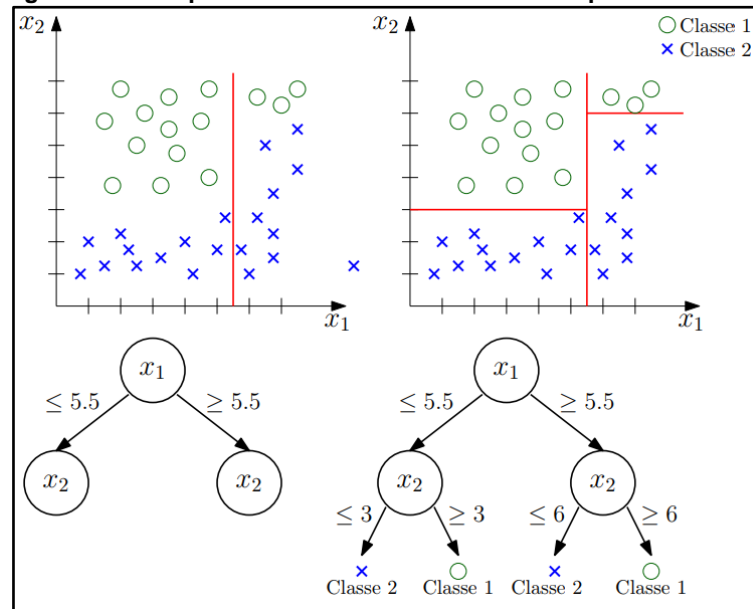 x₂
x₂
Classe 1
Classe 2
x₁
x₁
x₁
x₁
≤ 5.5
≥ 5.5
≤ 5.5
≥ 5.5
x₂
x₂
x₂
x₂
≤ 3
≥ 3
≤ 6
≥ 6
Classe 2
Classe 1
Classe 2
Classe 1